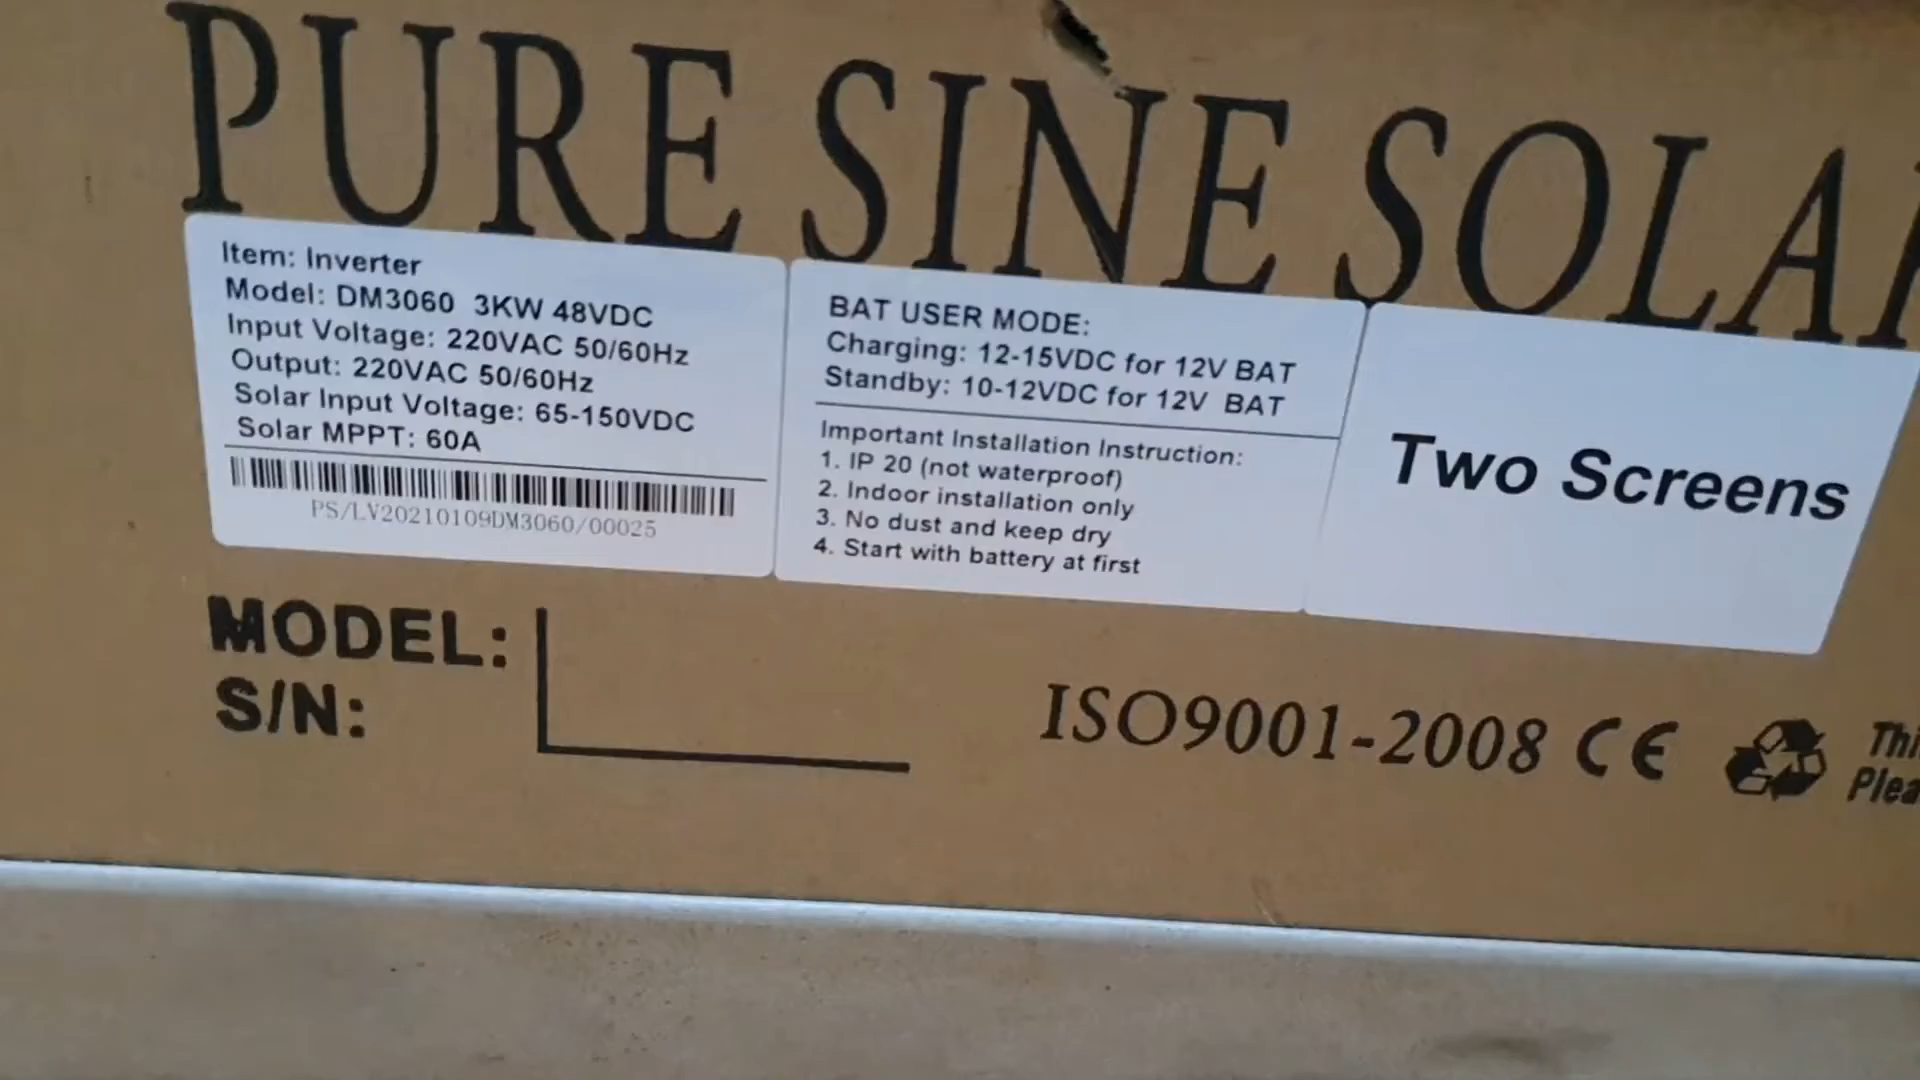 PURE SINE SOLAR
Item: Inverter
Model: DM3060 3KW 48VDC
Input Voltage: 220VAC 50/60Hz
Output: 220VAC 50/60Hz
Solar Input Voltage: 65-150VDC
Solar MPPT: 60A
PS/LV20210109DM3060/00025
BAT USER MODE:
Charging: 12-15VDC for 12V BAT
Standby: 10-12VDC for 12V BAT
Important Installation Instruction:
1. IP 20 (not waterproof)
2. Indoor installation only
3. No dust and keep dry
4. Start with battery at first
Two Screens
MODEL:
S/N:
ISO9001-2008 CE